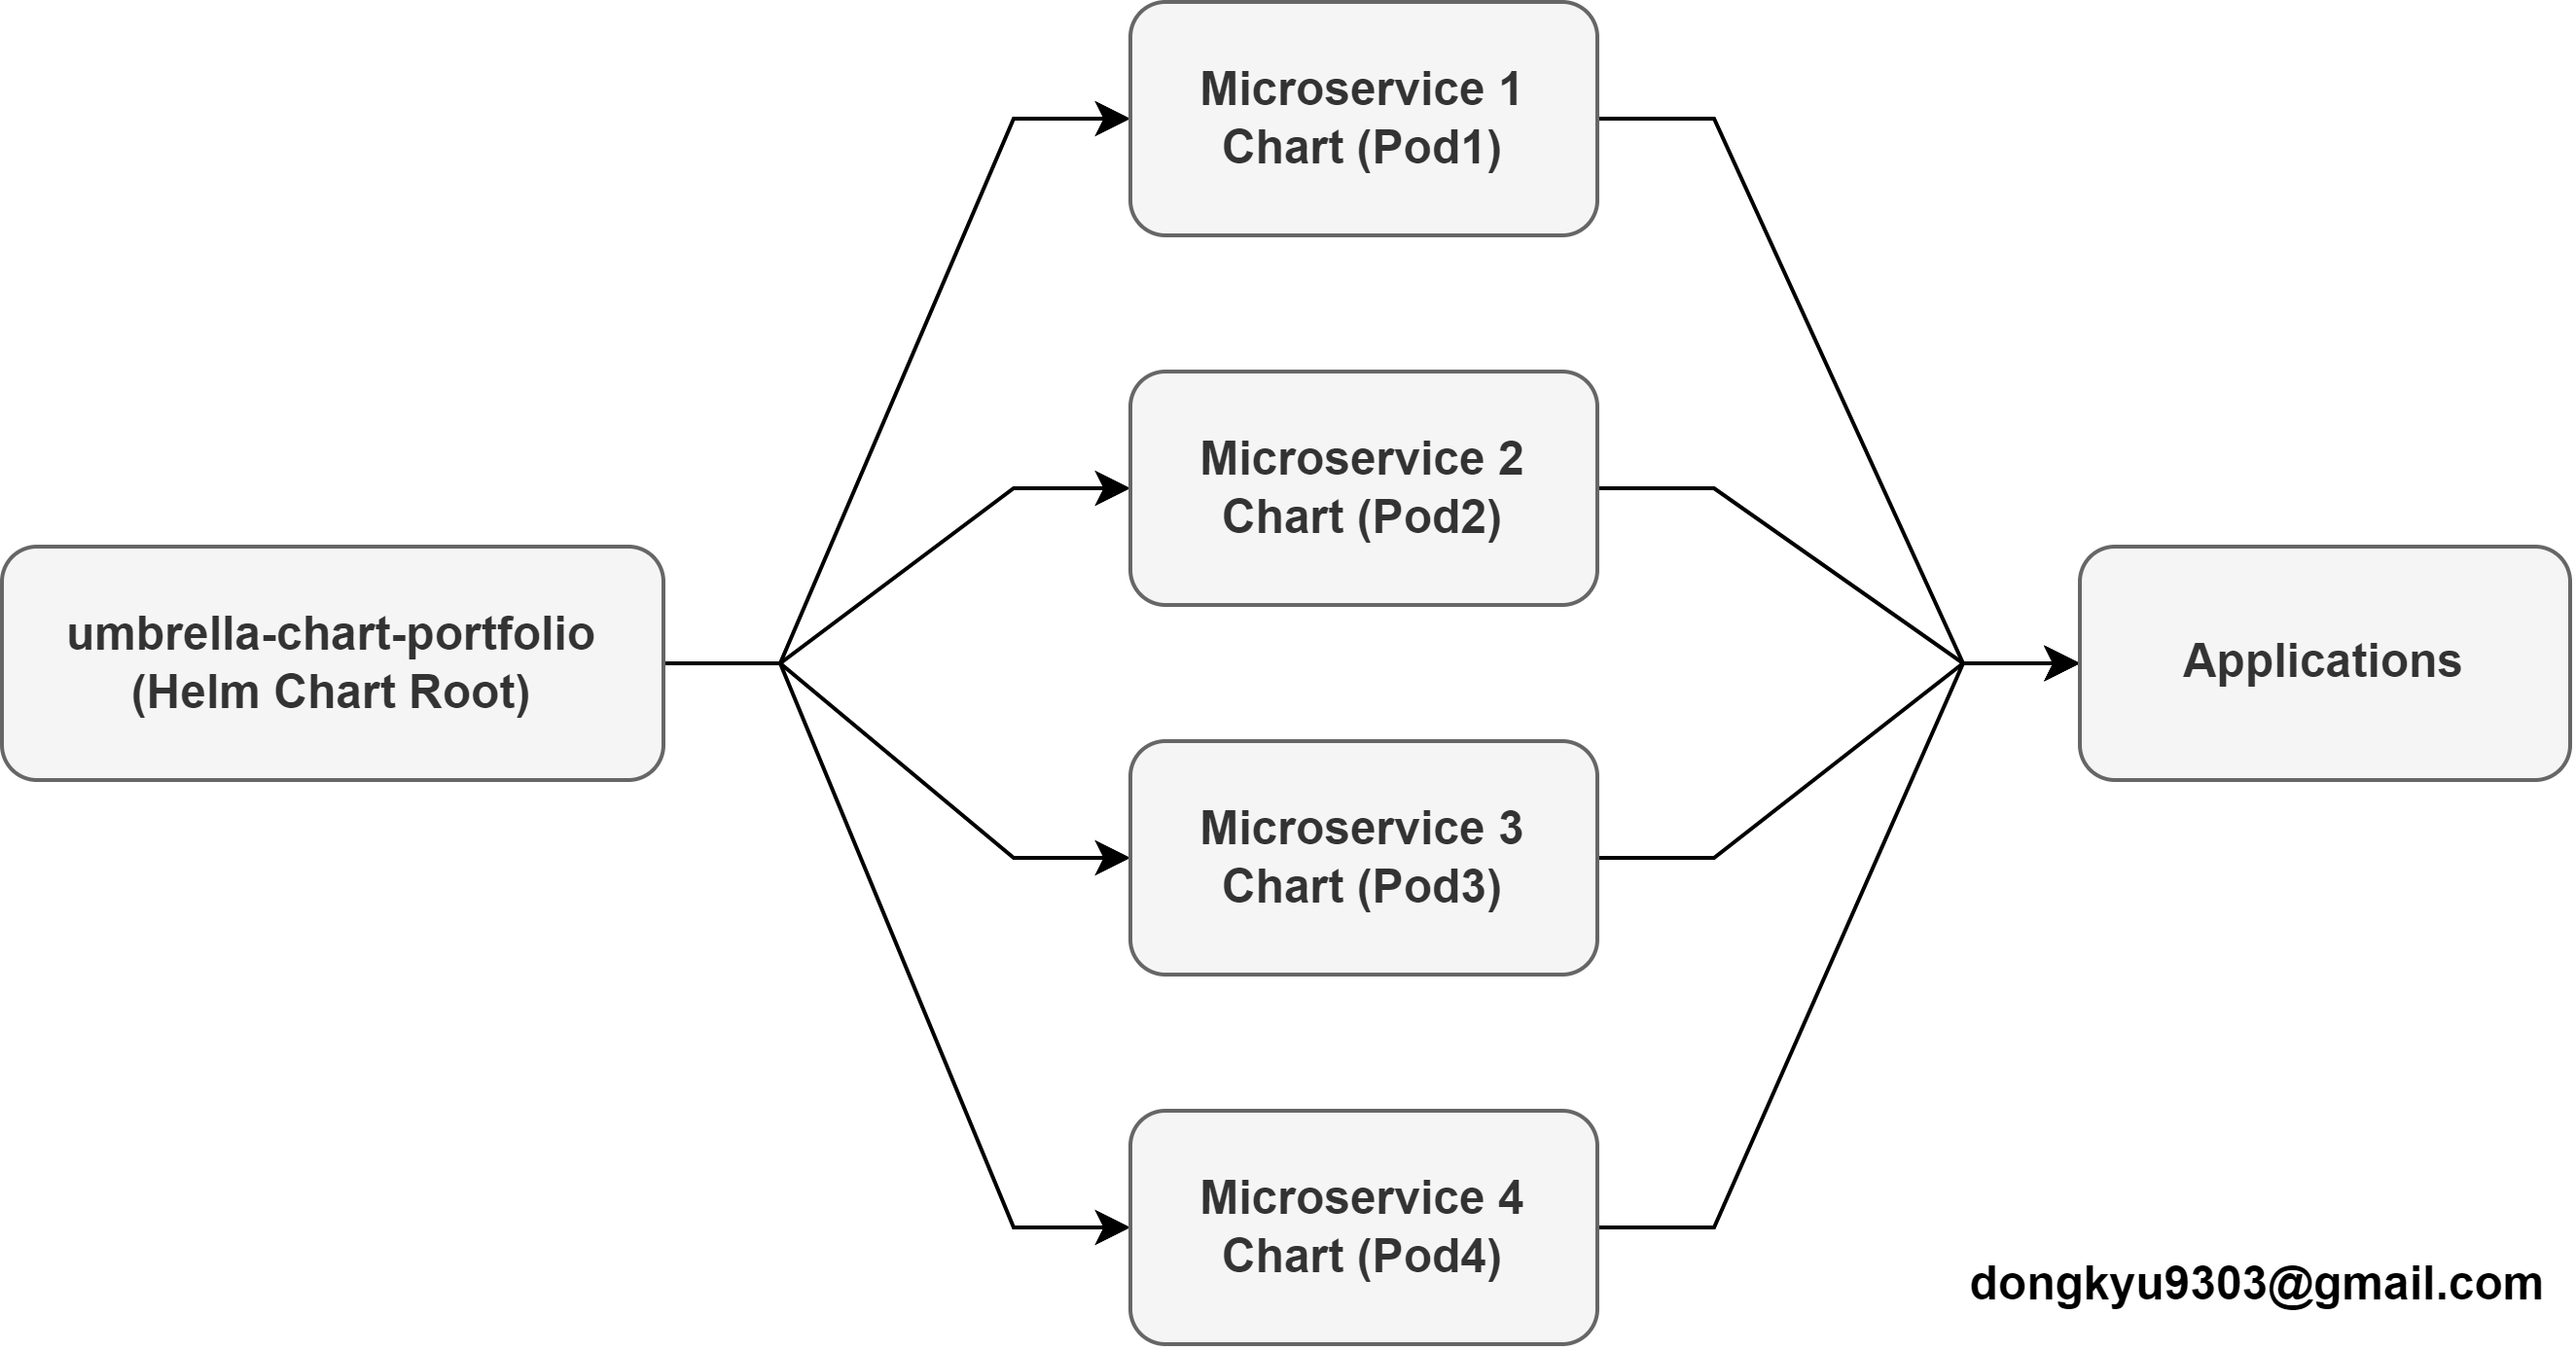 Microservice 1
Chart (Pod1)
Microservice 2
Chart (Pod2)
umbrella-chart-portfolio
(Helm Chart Root)
Applications
Microservice 3
Chart (Pod3)
Microservice 4
Chart (Pod4)
dongkyu9303@gmail.com